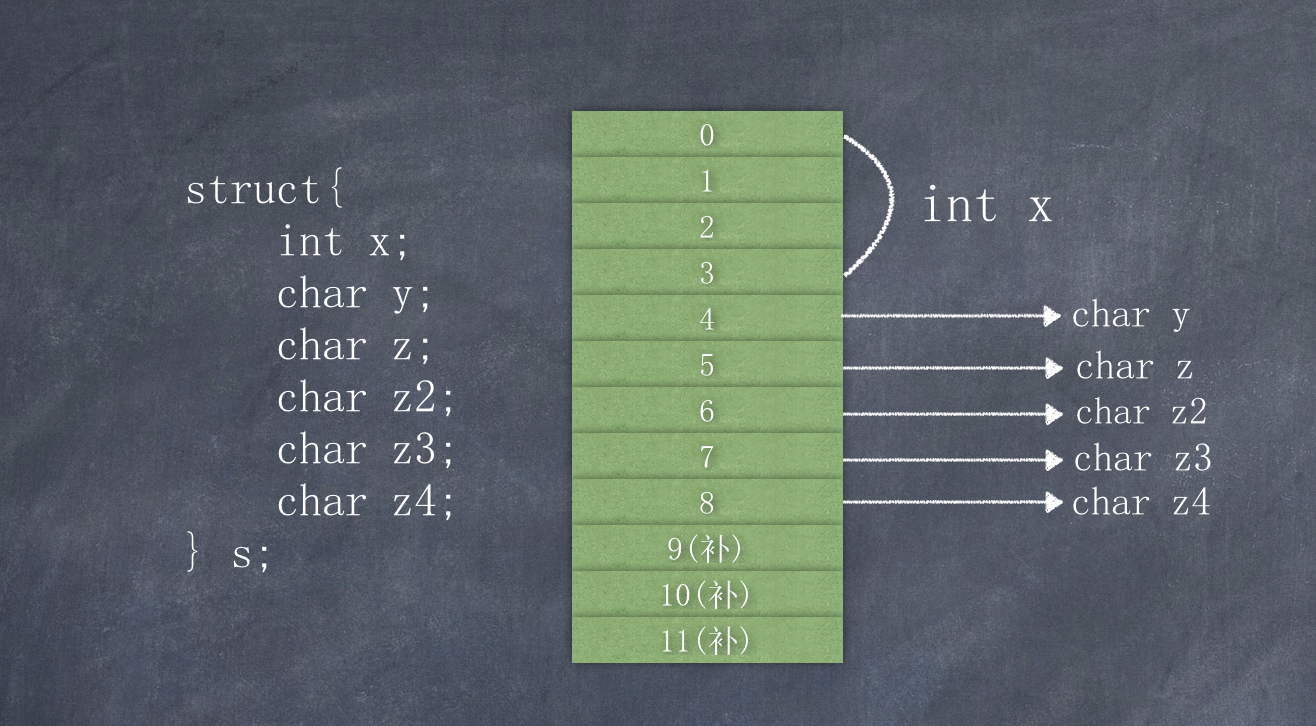 struct{
int x;
char y;
char z;
char z2;
char z3;
char z4;
} s;
0
1
2
3
4
5
6
7
8
9(补)
10(补)
11(补)
int x
char y
char z
char z2
char z3
char z4